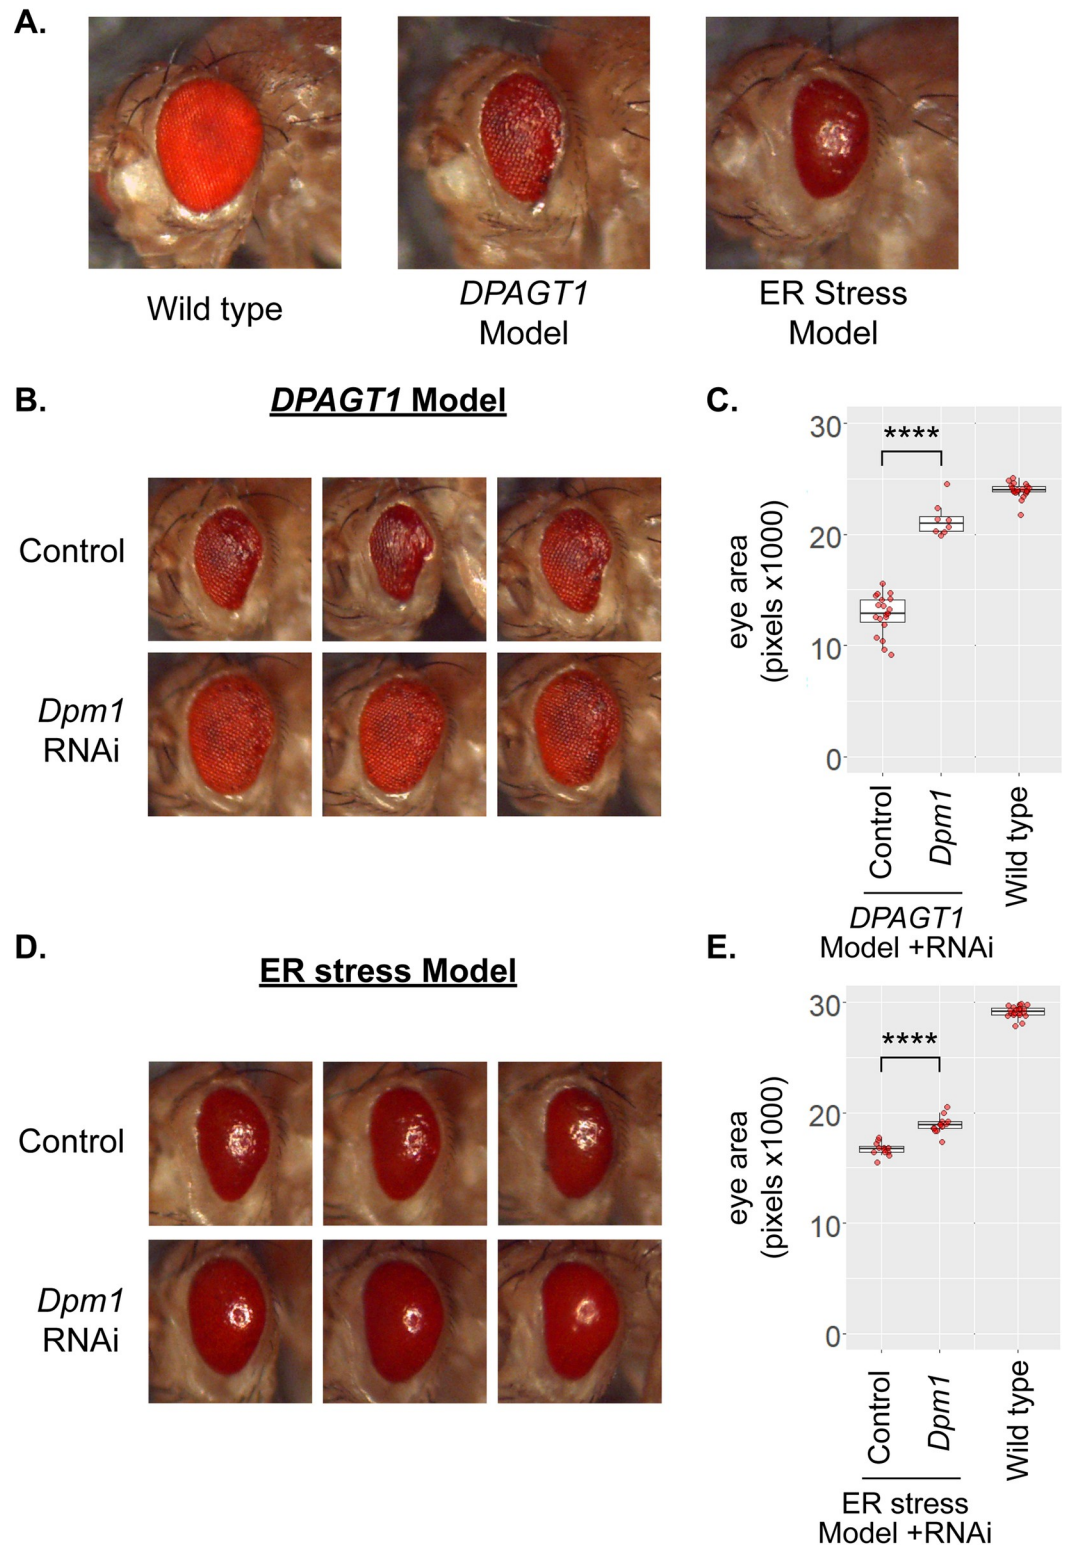 A.
Wild type
DPAGT1
Model
ER Stress
Model
B.
DPAGT1 Model
Control
Dpm1
RNAi
C.
30
20
10
0
eye area
(pixels x1000)
****
Control
Dpm1
Wild type
DPAGT1
Model +RNAi
D.
ER stress Model
Control
Dpm1
RNAi
E.
30
20
10
0
eye area
(pixels x1000)
****
Control
Dpm1
Wild type
ER stress
Model +RNAi